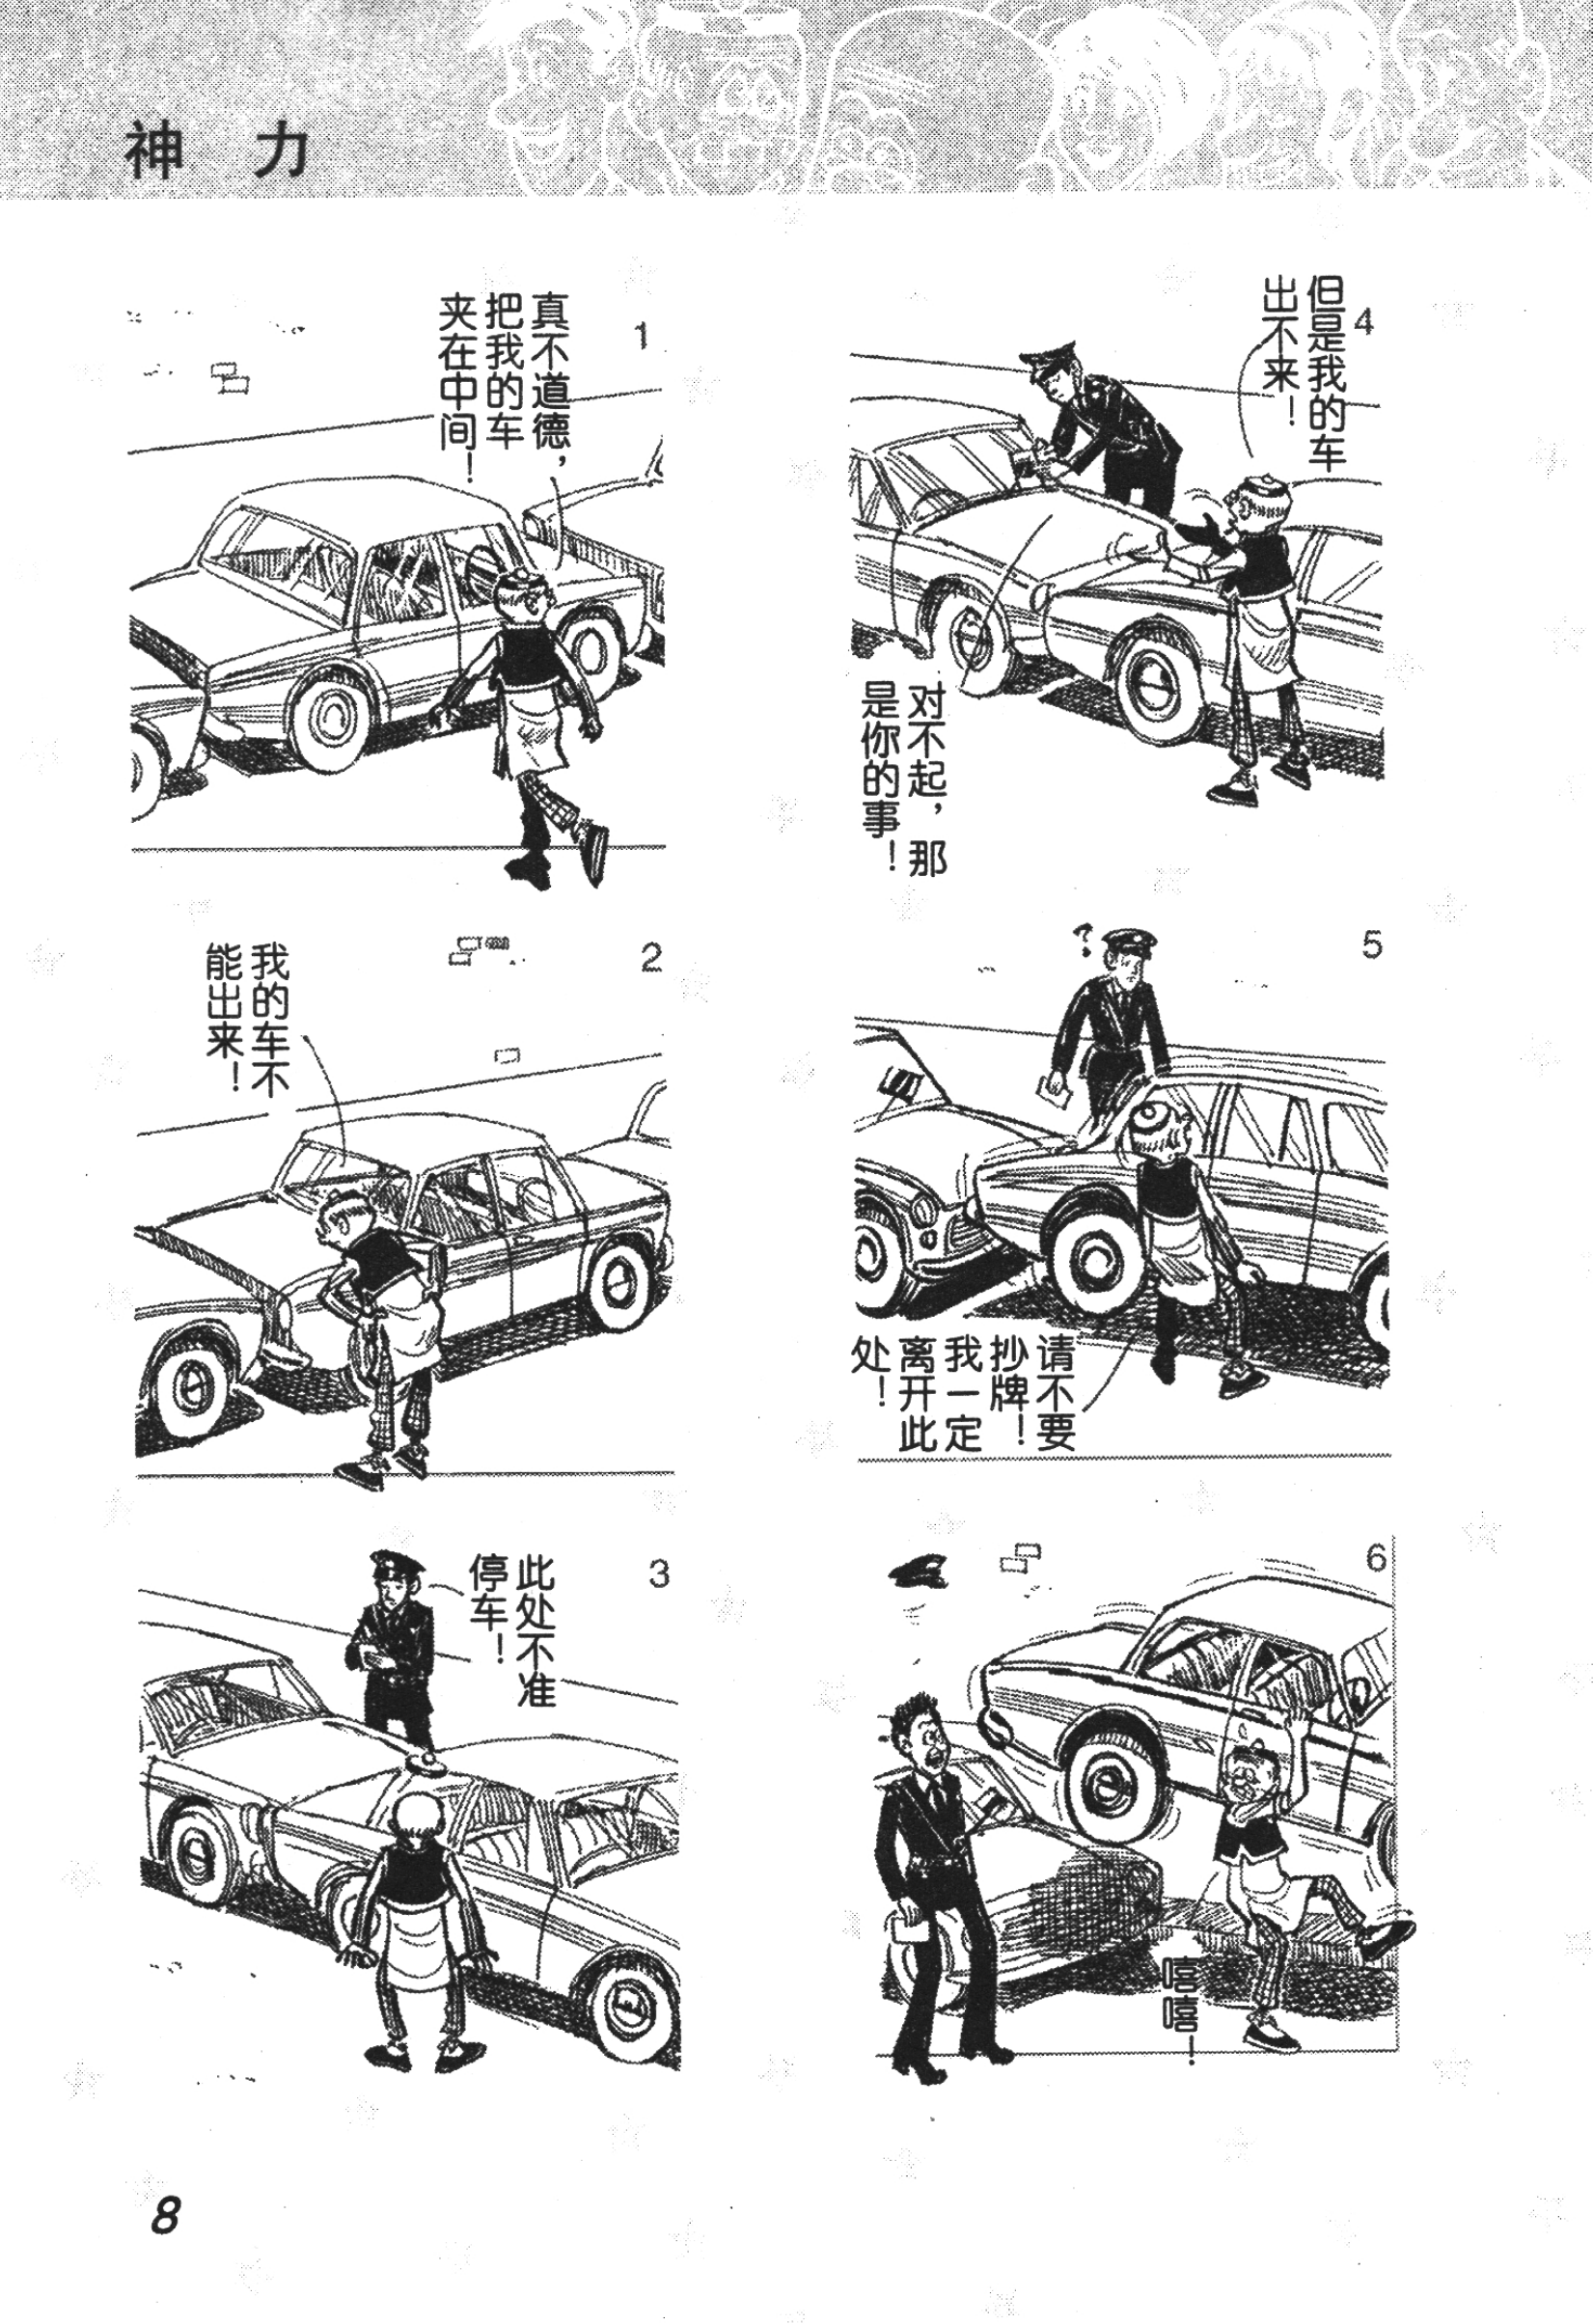 神力
1
真不道德，
把我的车
夹在中间！
2
我的车不
能出来！
3
此处不准
停车！
4
但是我的车
出不来！
对不起，那
是你的事！
5
?
请不要
抄牌！
我一定
离开此
处！
6
嘻嘻！
8